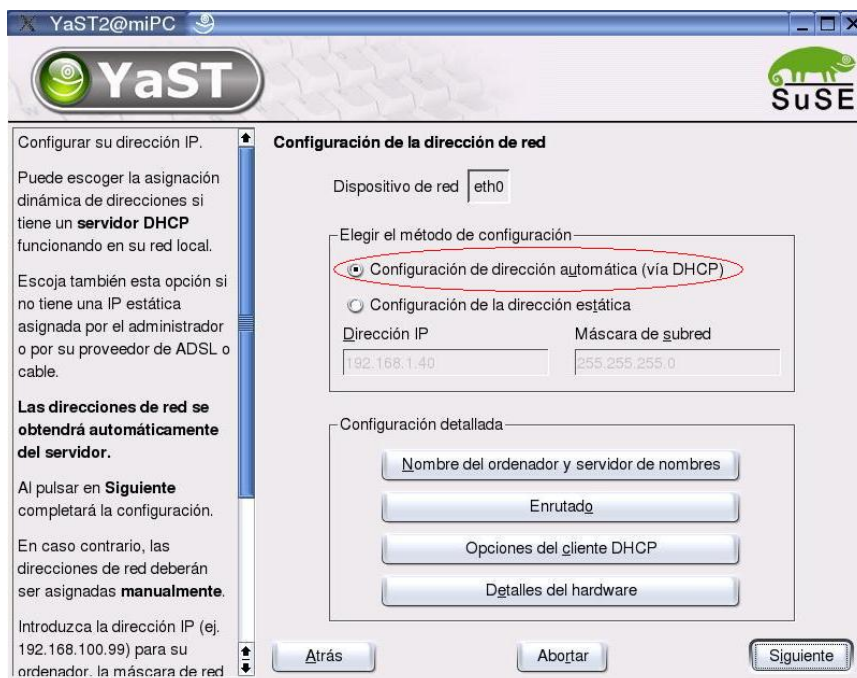 YaST2@miPC
YaST
SuSE
Configurar su dirección IP.
Puede escoger la asignación
dinámica de direcciones si
tiene un servidor DHCP
funcionando en su red local.
Escoja también esta opción si
no tiene una IP estática
asignada por el administrador
o por su proveedor de ADSL o
cable.
Las direcciones de red se
obtendrá automáticamente
del servidor.
Al pulsar en Siguiente
completará la configuración.
En caso contrario, las
direcciones de red deberán
ser asignadas manualmente.
Introduzca la dirección IP (ej.
192.168.100.99) para su
ordenador, la máscara de red
Configuración de la dirección de red
Dispositivo de red eth0
Elegir el método de configuración
Configuración de dirección automática (vía DHCP)
Configuración de la dirección estática
Dirección IP Máscara de subred
192.168.1.40 255.255.255.0
Configuración detallada
Nombre del ordenador y servidor de nombres
Enrutado
Opciones del cliente DHCP
Detalles del hardware
Atrás Abortar Siguiente